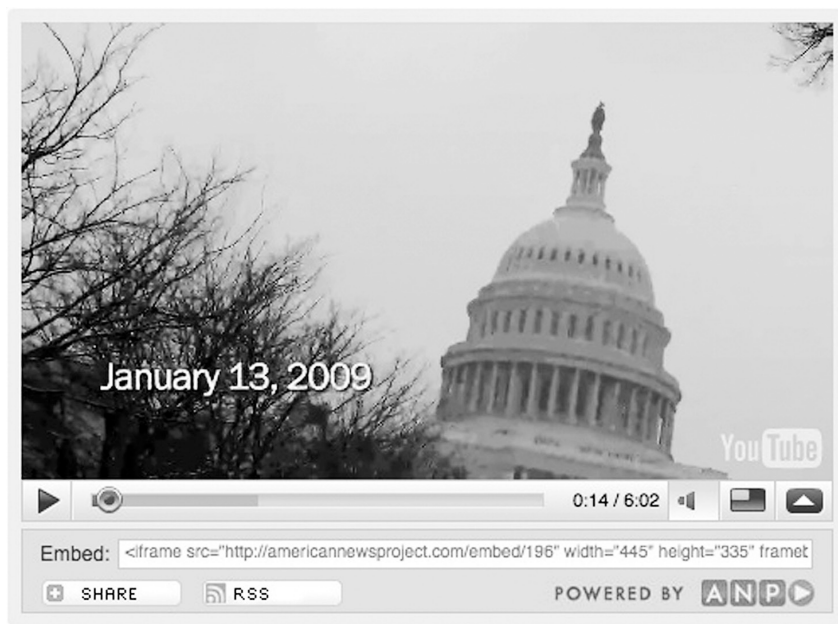 January 13, 2009
YouTube
0:14 / 6:02
Embed: <iframe src="http://americannewsproject.com/embed/196" width="445" height="335" frameb
SHARE RSS POWERED BY ANP